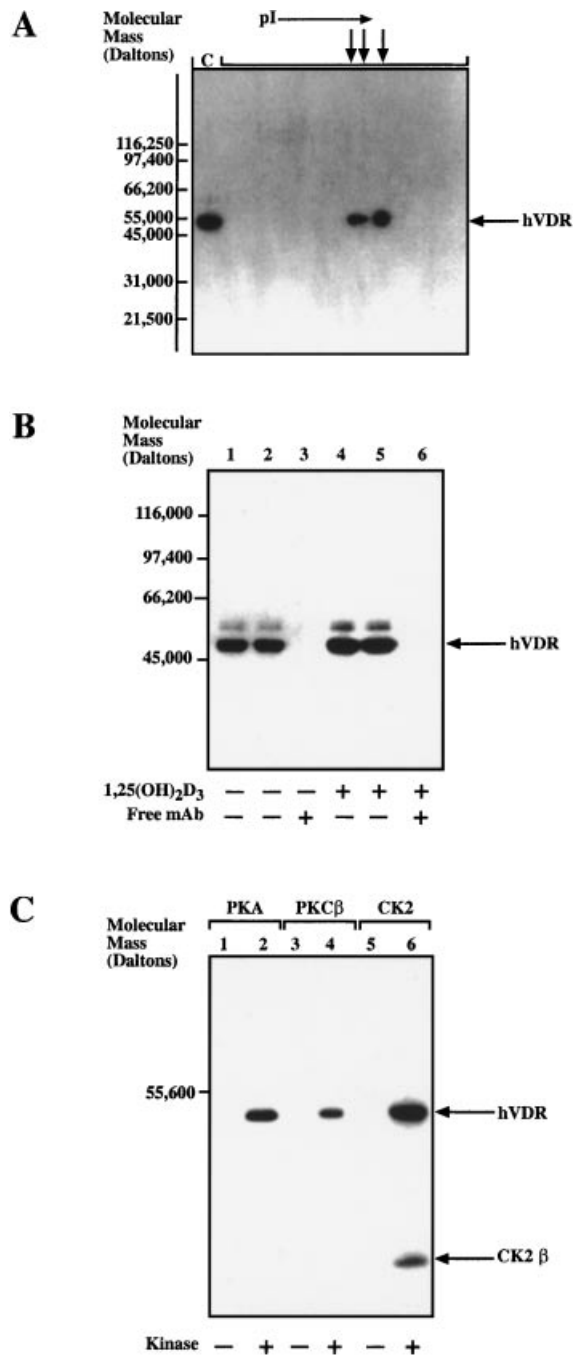 A
Molecular
Mass
(Daltons)
pI
C
116,250
97,400
66,200
55,000
45,000
31,000
21,500
hVDR
B
Molecular
Mass
(Daltons)
1 2 3 4 5 6
116,000
97,400
66,200
45,000
hVDR
1,25(OH)₂D₃ − − − + + +
Free mAb − − + − − +
C
PKA PKCβ CK2
Molecular
Mass
(Daltons)
1 2 3 4 5 6
55,600
hVDR
CK2 β
Kinase − + − + − +